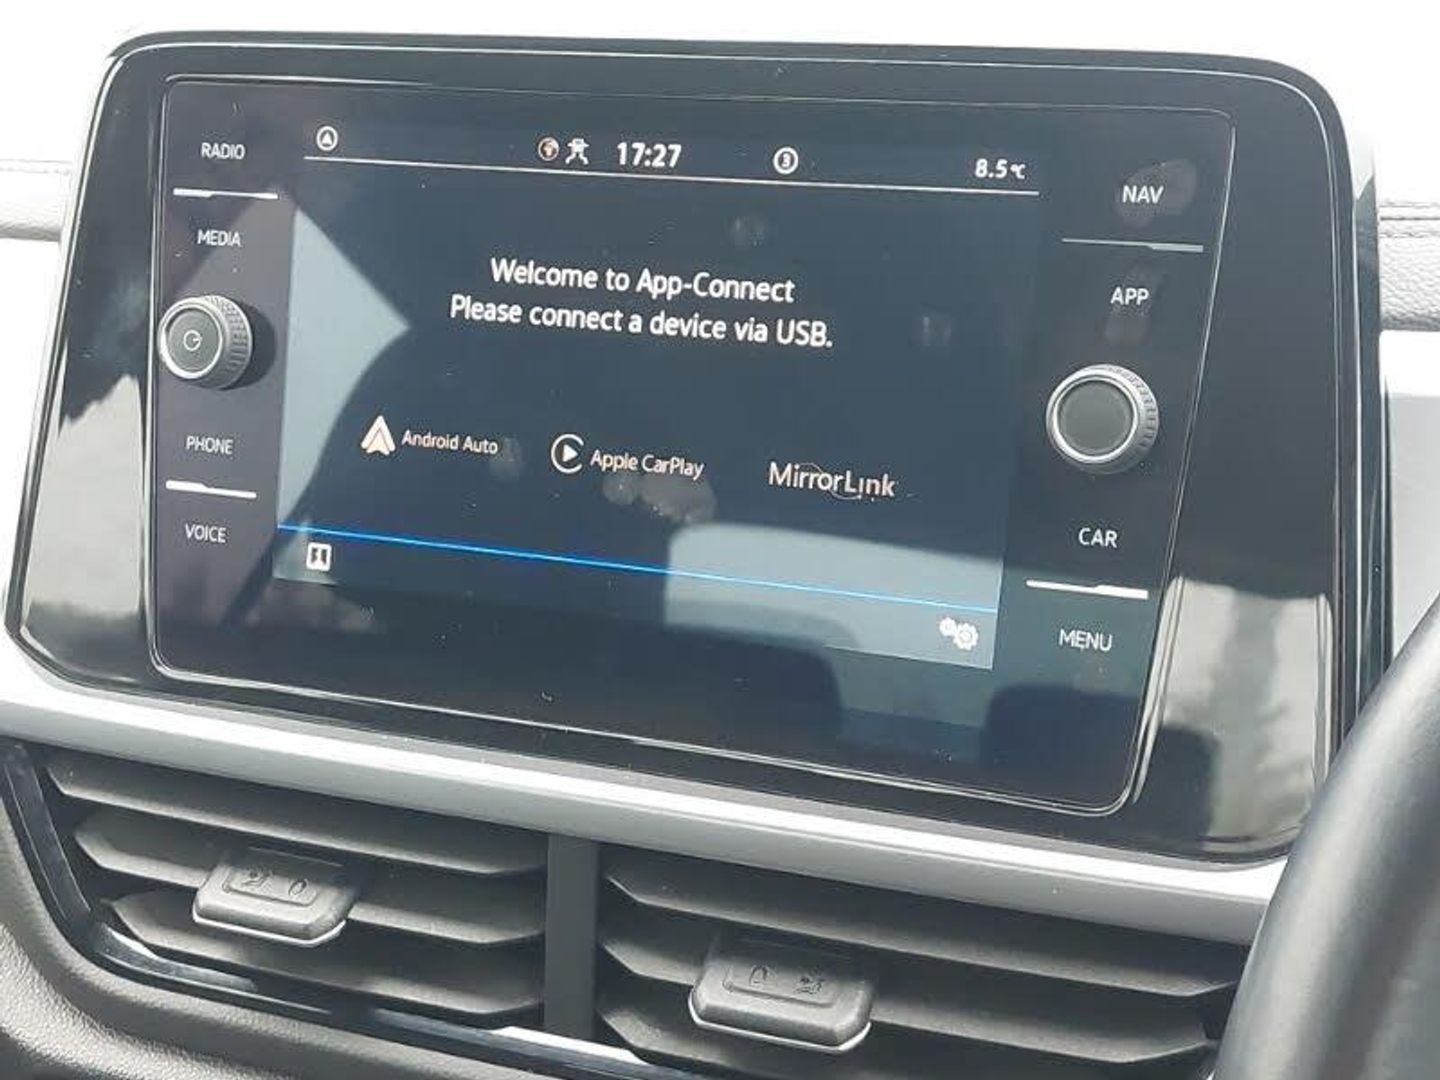 RADIO
MEDIA
PHONE
VOICE
17:27
3
8.5°C
Welcome to App-Connect
Please connect a device via USB.
Android Auto
Apple CarPlay
MirrorLink
NAV
APP
CAR
MENU